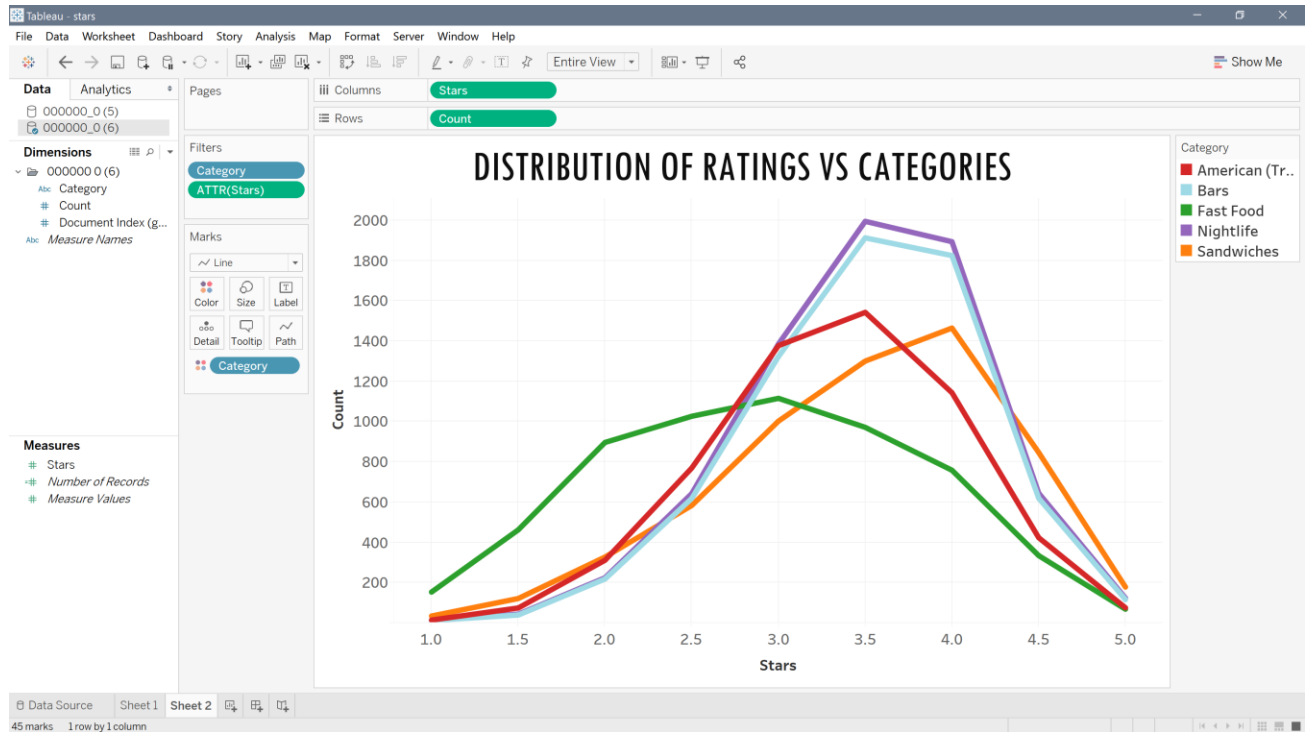 Tableau - stars
File Data Worksheet Dashboard Story Analysis Map Format Server Window Help
Entire View
Show Me
Data Analytics
Pages
iii Columns
Stars
Rows
Count
000000_0 (5)
000000_0 (6)
Dimensions
000000 0 (6)
Abc Category
# Count
# Document Index (g...
Abc Measure Names
Filters
Category
ATTR(Stars)
Marks
Line
Color Size Label
Detail Tooltip Path
Category
Measures
# Stars
# Number of Records
# Measure Values
DISTRIBUTION OF RATINGS VS CATEGORIES
2000
1800
1600
1400
1200
1000
800
600
400
200
Count
1.0 1.5 2.0 2.5 3.0 3.5 4.0 4.5 5.0
Stars
Category
American (Tr..
Bars
Fast Food
Nightlife
Sandwiches
Data Source Sheet 1 Sheet 2
45 marks 1 row by 1 column